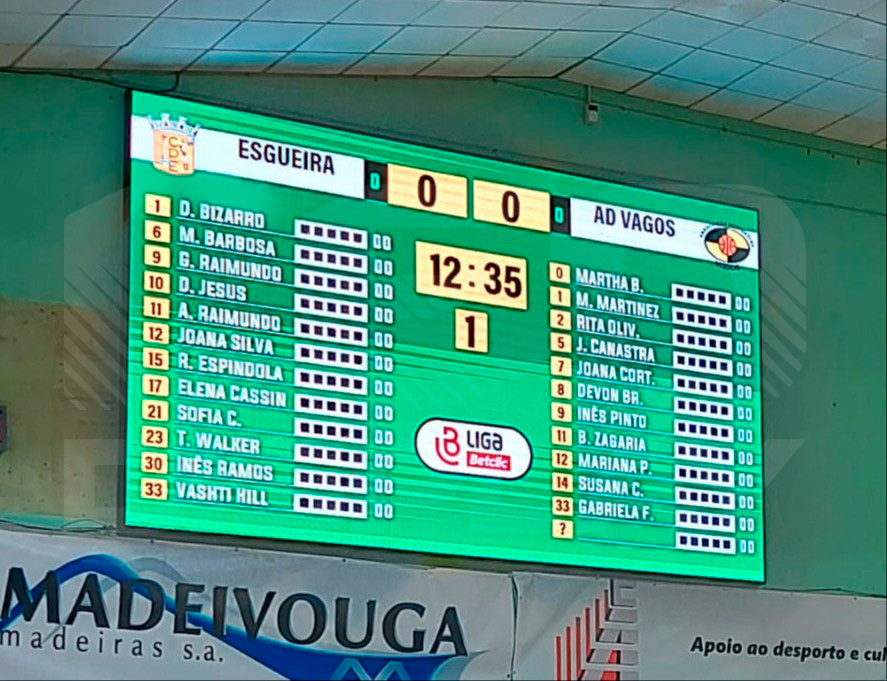 ESGUEIRA
0
0
0
0
AD VAGOS
CDE
12:35
1
1 D. BIZARRO 00
6 M. BARBOSA 00
9 G. RAIMUNDO 00
10 D. JESUS 00
11 A. RAIMUNDO 00
12 JOANA SILVA 00
15 R. ESPINDOLA 00
17 ELENA CASSIN 00
21 SOFIA C. 00
23 T. WALKER 00
30 INÊS RAMOS 00
33 VASHTI HILL 00
0 MARTHA B. 00
1 M. MARTINEZ 00
2 RITA OLIV. 00
5 J. CANASTRA 00
7 JOANA CORT. 00
8 DEVON BR. 00
9 INÊS PINTO 00
11 B. ZAGARIA 00
12 MARIANA P. 00
14 SUSANA C. 00
33 GABRIELA F. 00
? 00
LIGA
Betclic
MADEIVOUGA
madeiras s.a.
Apoio ao desporto e cul